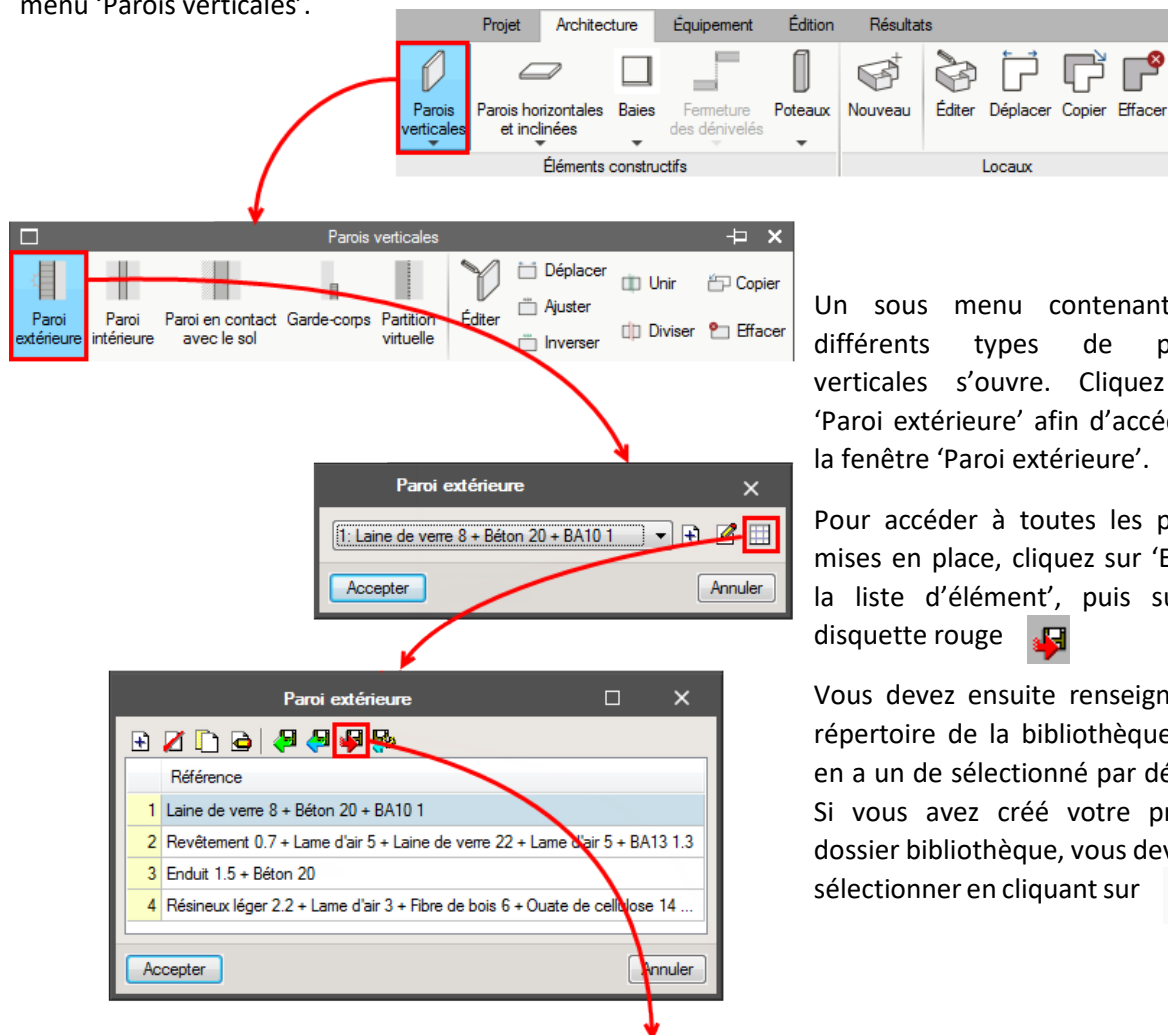 menu ‘Parois verticales’.
Projet Architecture Équipement Édition Résultats
Parois verticales
Parois horizontales et inclinées
Baies
Fermeture des dénivelés
Poteaux
Nouveau
Éditer
Déplacer
Copier
Effacer
Éléments constructifs
Locaux
Parois verticales
Paroi extérieure
Paroi intérieure
Paroi en contact avec le sol
Garde-corps
Partition virtuelle
Éditer
Déplacer
Ajuster
Inverser
Unir
Diviser
Copier
Effacer
Un sous menu contenant
différents types de p
verticales s’ouvre. Cliquez
‘Paroi extérieure’ afin d’accé
la fenêtre ‘Paroi extérieure’.
Paroi extérieure
1: Laine de verre 8 + Béton 20 + BA10 1
Accepter
Annuler
Pour accéder à toutes les p
mises en place, cliquez sur ‘E
la liste d’élément’, puis su
disquette rouge
Vous devez ensuite renseign
répertoire de la bibliothèque
en a un de sélectionné par dé
Si vous avez créé votre pr
dossier bibliothèque, vous dev
sélectionner en cliquant sur
Paroi extérieure
Référence
1 Laine de verre 8 + Béton 20 + BA10 1
2 Revêtement 0.7 + Lame d'air 5 + Laine de verre 22 + Lame d'air 5 + BA13 1.3
3 Enduit 1.5 + Béton 20
4 Résineux léger 2.2 + Lame d'air 3 + Fibre de bois 6 + Ouate de cellulose 14 ...
Accepter
Annuler